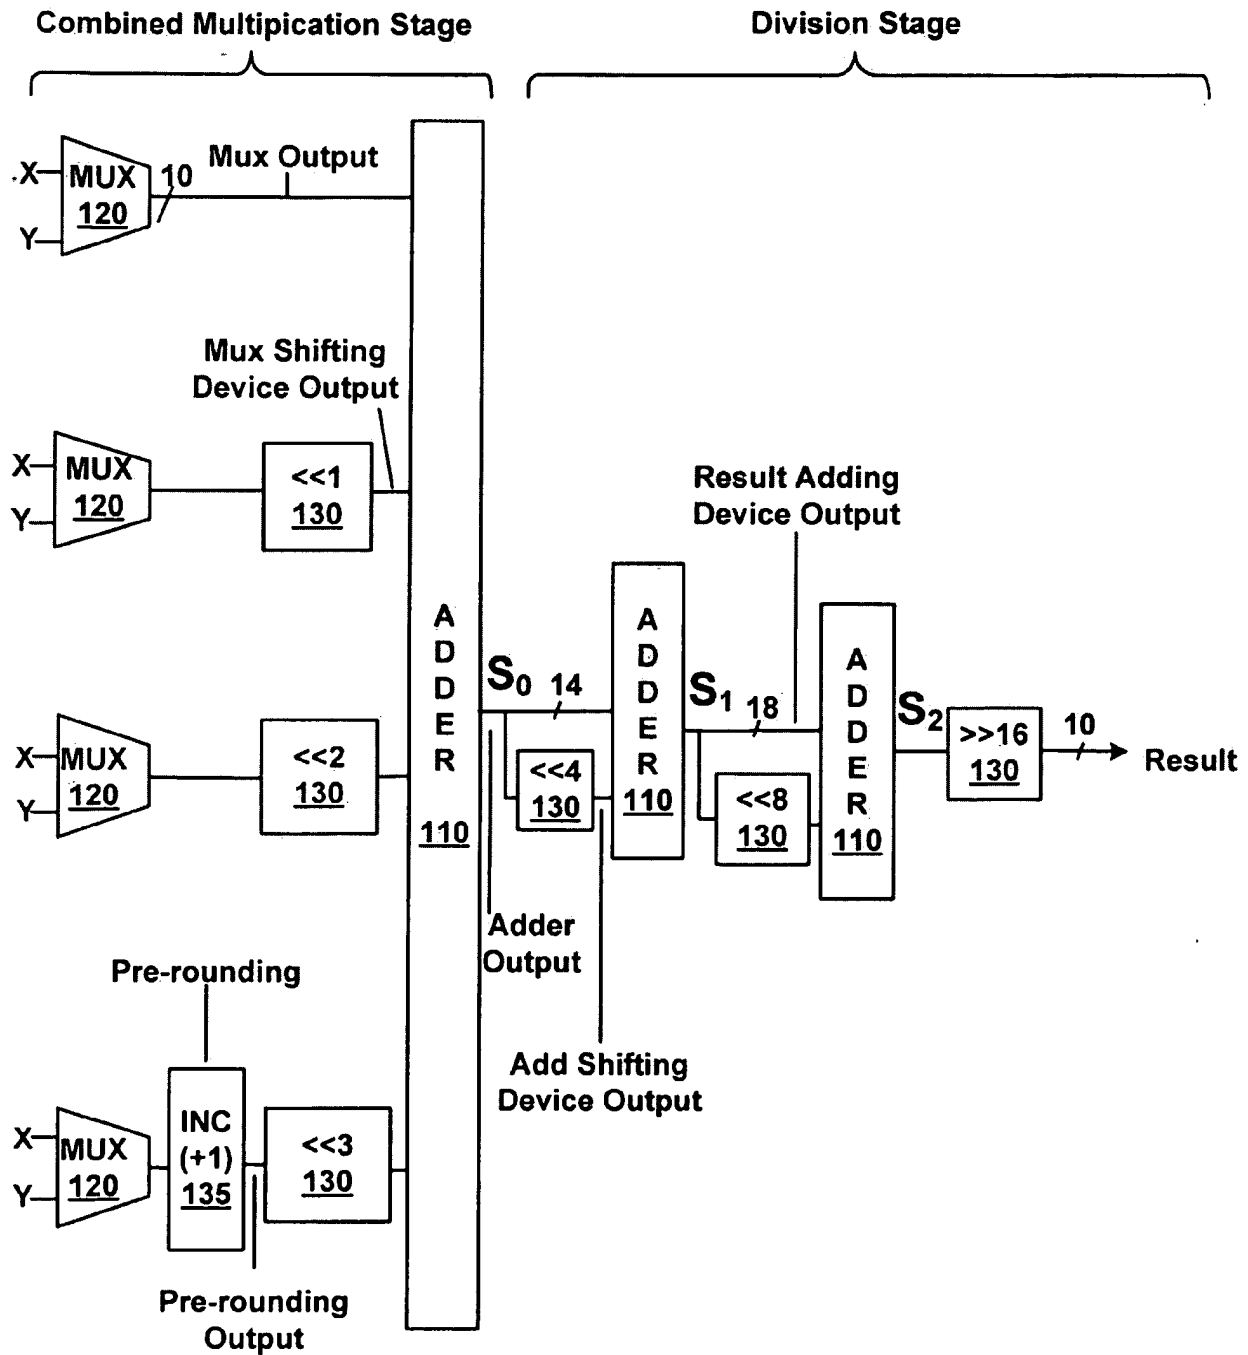 Combined Multipication Stage
Division Stage
X
Y
MUX
120
10
Mux Output
Mux Shifting
Device Output
X
Y
MUX
120
<<1
130
Result Adding
Device Output
X
Y
MUX
120
<<2
130
A
D
D
E
R
110
S0
14
<<4
130
A
D
D
E
R
110
S1
18
<<8
130
A
D
D
E
R
110
S2
>>16
130
10
Result
Adder
Output
Add Shifting
Device Output
Pre-rounding
X
Y
MUX
120
INC
(+1)
135
<<3
130
Pre-rounding
Output